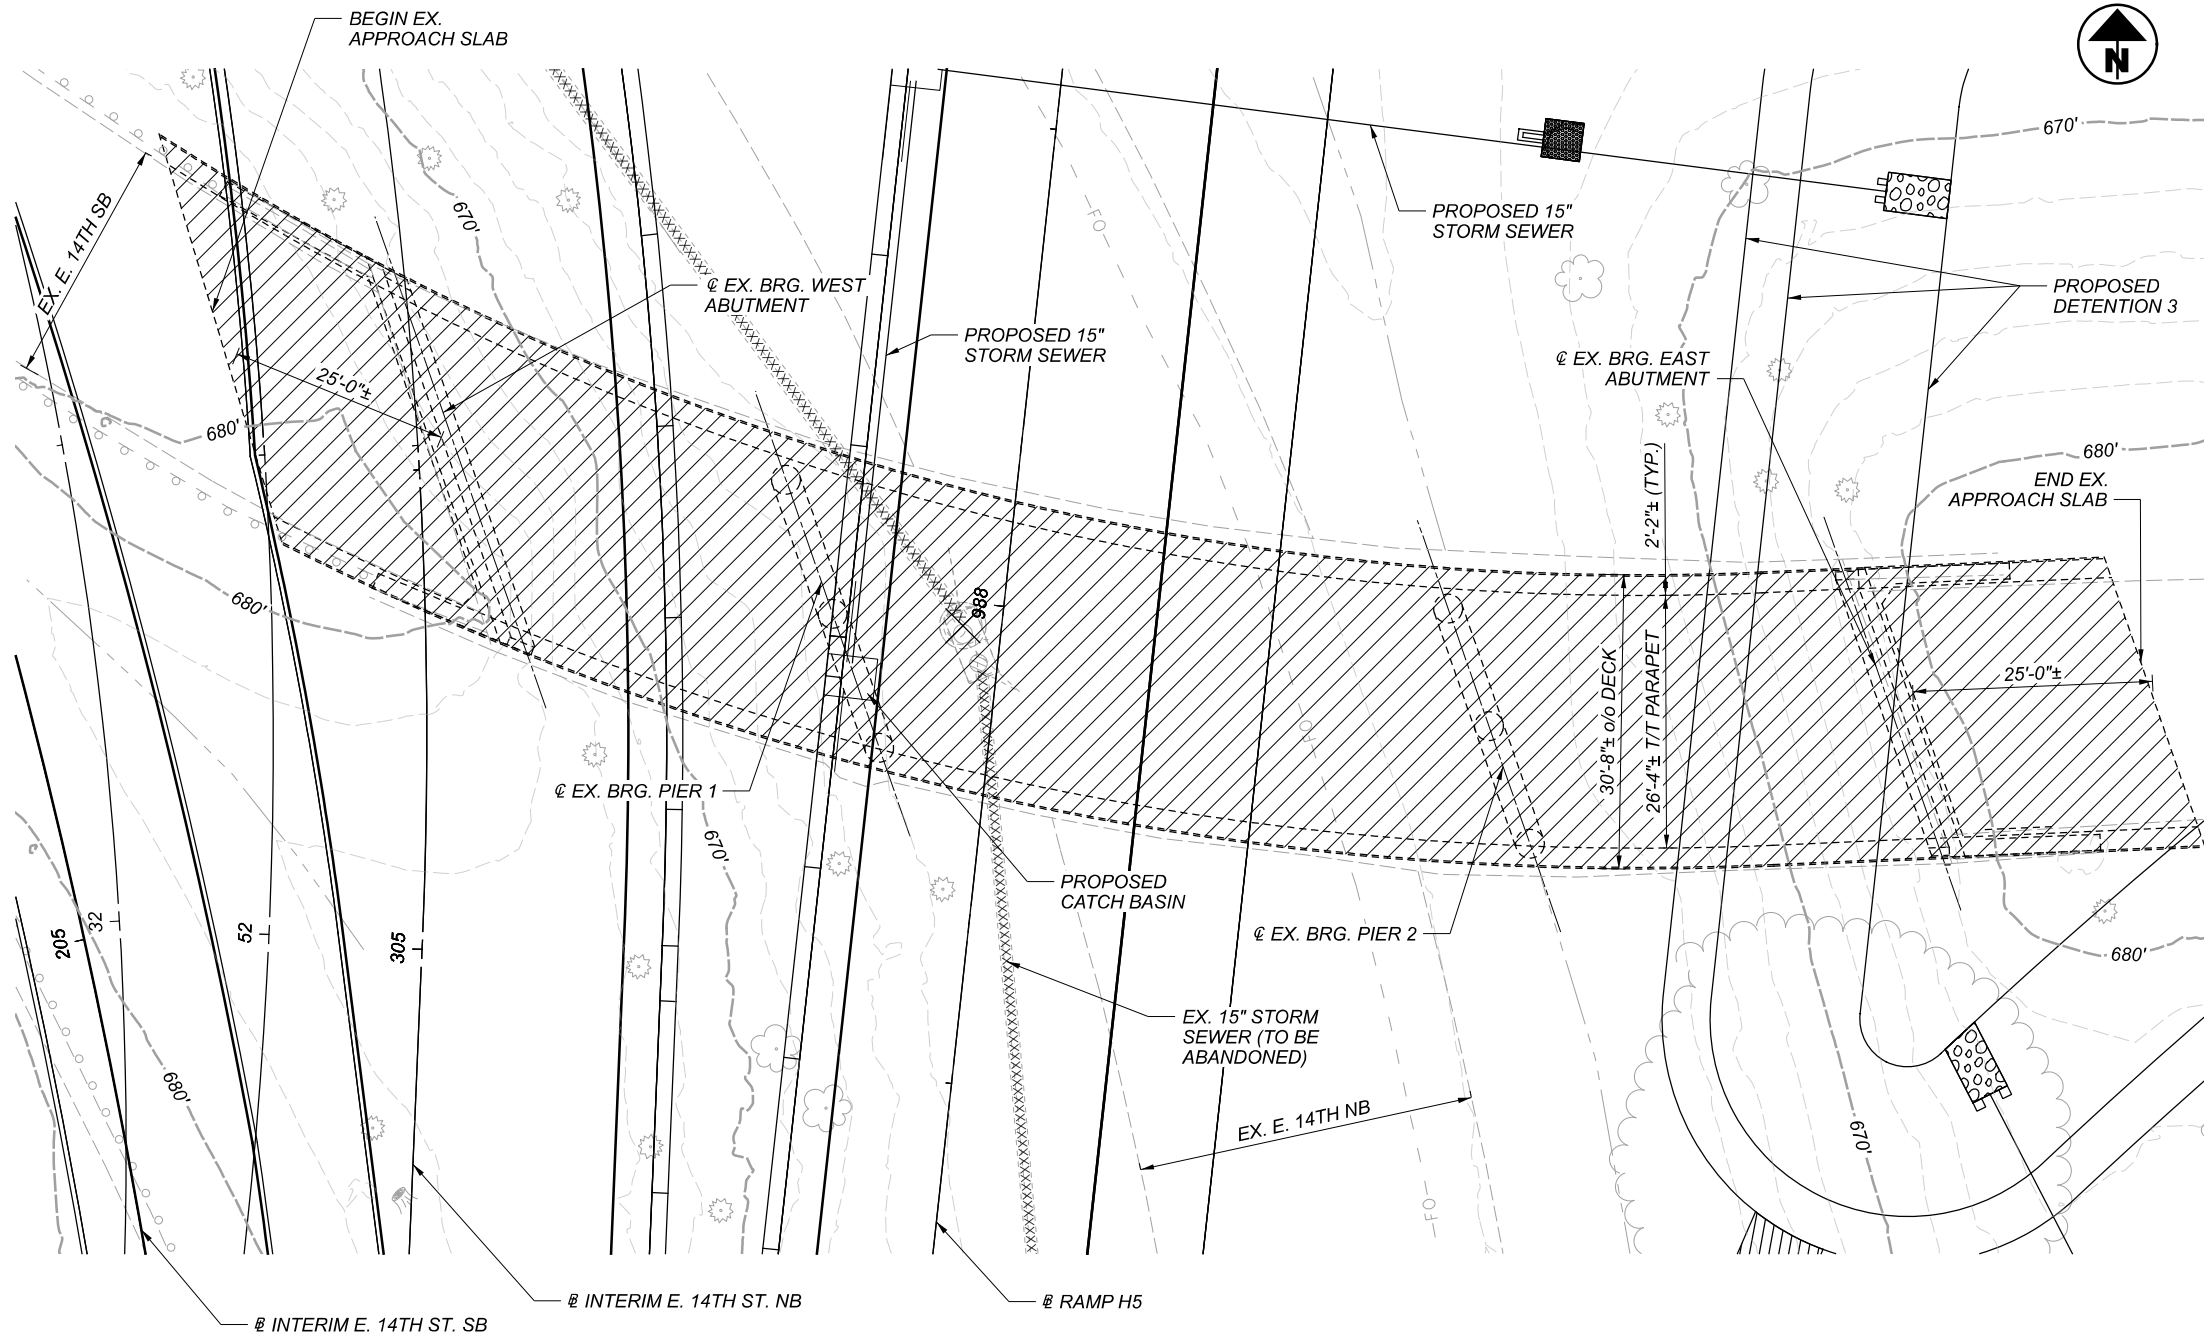 BEGIN EX.
APPROACH SLAB
N
670'
EX. E. 14TH SB
670'
PROPOSED 15"
STORM SEWER
FO
℄ EX. BRG. WEST
ABUTMENT
PROPOSED
DETENTION 3
PROPOSED 15"
STORM SEWER
℄ EX. BRG. EAST
ABUTMENT
25'-0"±
680'
680'
2'-2"± (TYP.)
END EX.
APPROACH SLAB
680'
988
30'-8"± o/o DECK
26'-4"± T/T PARAPET
25'-0"±
FO
℄ EX. BRG. PIER 1
670'
PROPOSED
CATCH BASIN
℄ EX. BRG. PIER 2
205
32
52
305
680'
EX. 15" STORM
SEWER (TO BE
ABANDONED)
680'
EX. E. 14TH NB
670'
FO
℄ INTERIM E. 14TH ST. NB
℄ RAMP H5
℄ INTERIM E. 14TH ST. SB